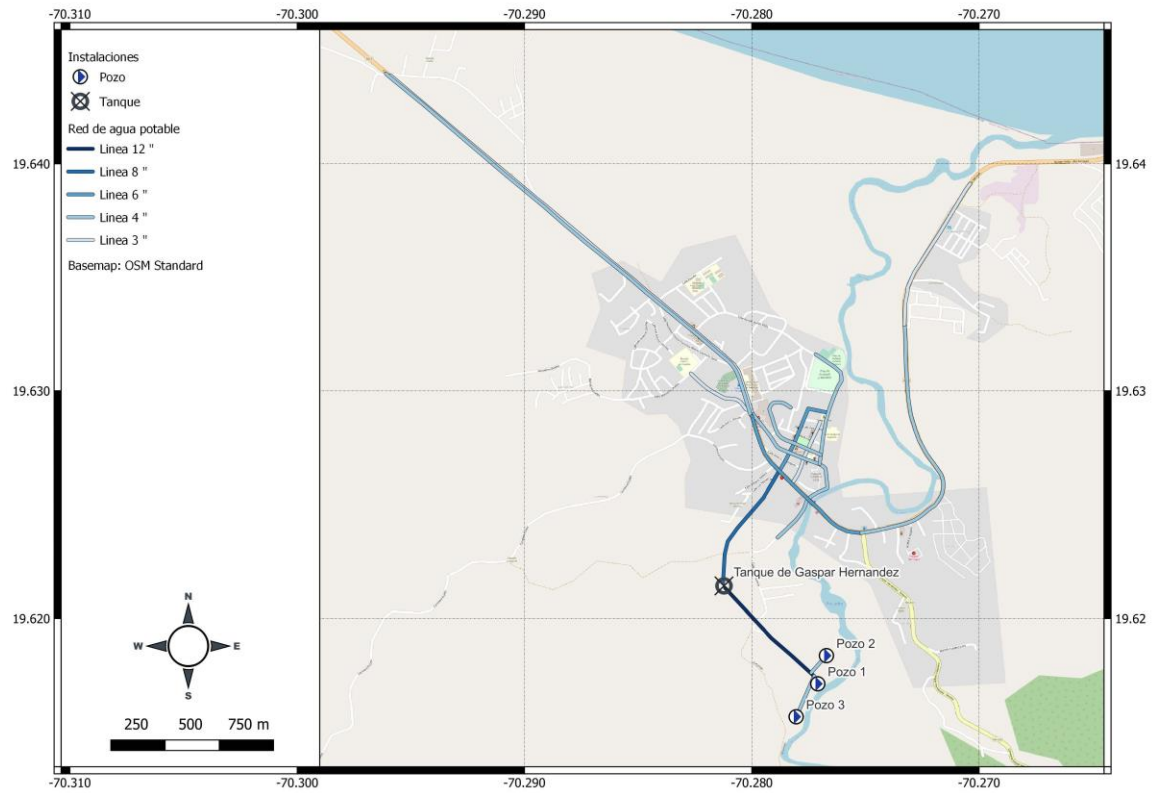 -70.310 -70.300 -70.290 -70.280 -70.270
Instalaciones
Pozo
Tanque
Red de agua potable
Linea 12 "
Linea 8 "
Linea 6 "
Linea 4 "
Linea 3 "
Basemap: OSM Standard
19.640 19.640
19.630 19.630
19.620 19.620
Tanque de Gaspar Hernandez
Pozo 2
Pozo 1
Pozo 3
N
W E
S
250 500 750 m
-70.310 -70.300 -70.290 -70.280 -70.270